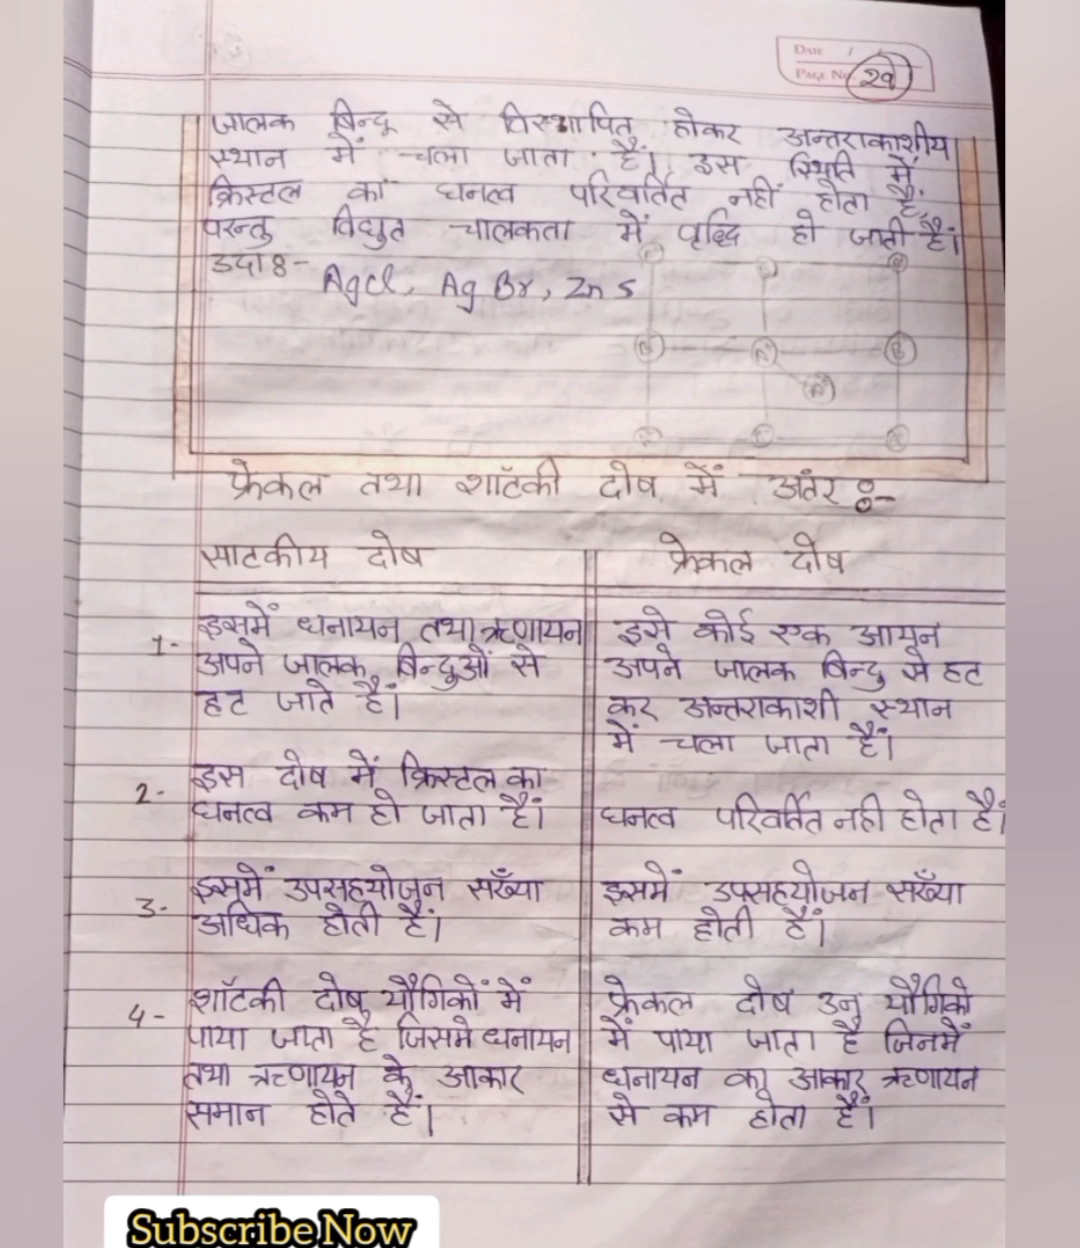 Date / /
Page No. 29
जालक बिन्दु से विस्थापित होकर अन्तराकाशीय
स्थान में चला जाता है। इस स्थिति में
क्रिस्टल का घनत्व परिवर्तित नहीं होता है,
परन्तु विद्युत चालकता में वृद्धि हो जाती है।
उदा०8-
AgCl, AgBr, Zn S
फ्रेंकल तथा शॉटकी दोष में अंतर :-
साटकीय दोष फ्रेंकल दोष
1- इसमें धनायन तथा ऋणायन इसे कोई एक आयन
अपने जालक बिन्दुओं से अपने जालक बिन्दु से हट
हट जाते है। कर अन्तराकाशी स्थान
में चला जाता है।
2- इस दोष में क्रिस्टल का
घनत्व कम हो जाता है। घनत्व परिवर्तित नही होता है।
3- इसमें उपसहयोजन सँख्या इसमें उपसहयोजन सँख्या
अधिक होती है। कम होती है।
4- शॉटकी दोष यौगिकों में फ्रेंकल दोष उन यौगिको
पाया जाता है जिसमे धनायन में पाया जाता है जिनमें
तथा ऋणायन के आकार धनायन का आकार ऋणायन
समान होते है। से कम होता है।
Subscribe Now